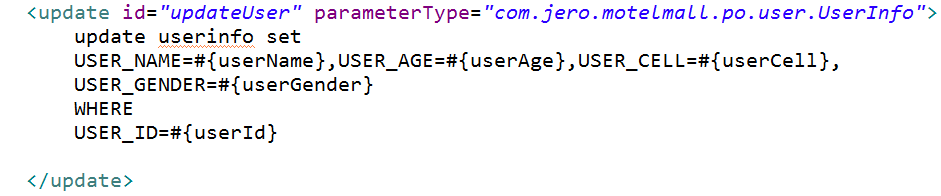 <update id="updateUser" parameterType="com.jero.motelmall.po.user.UserInfo">
update userinfo set
USER_NAME=#{userName},USER_AGE=#{userAge},USER_CELL=#{userCell},
USER_GENDER=#{userGender}
WHERE
USER_ID=#{userId}
</update>